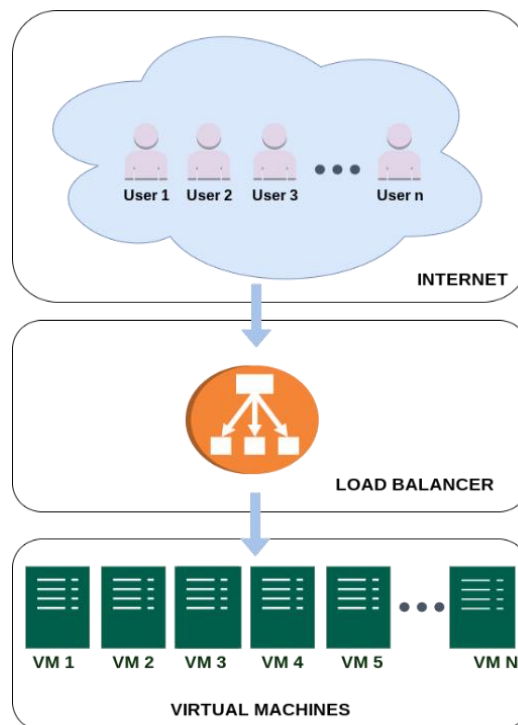 User 1 User 2 User 3 User n
INTERNET
LOAD BALANCER
VM 1 VM 2 VM 3 VM 4 VM 5 VM N
VIRTUAL MACHINES